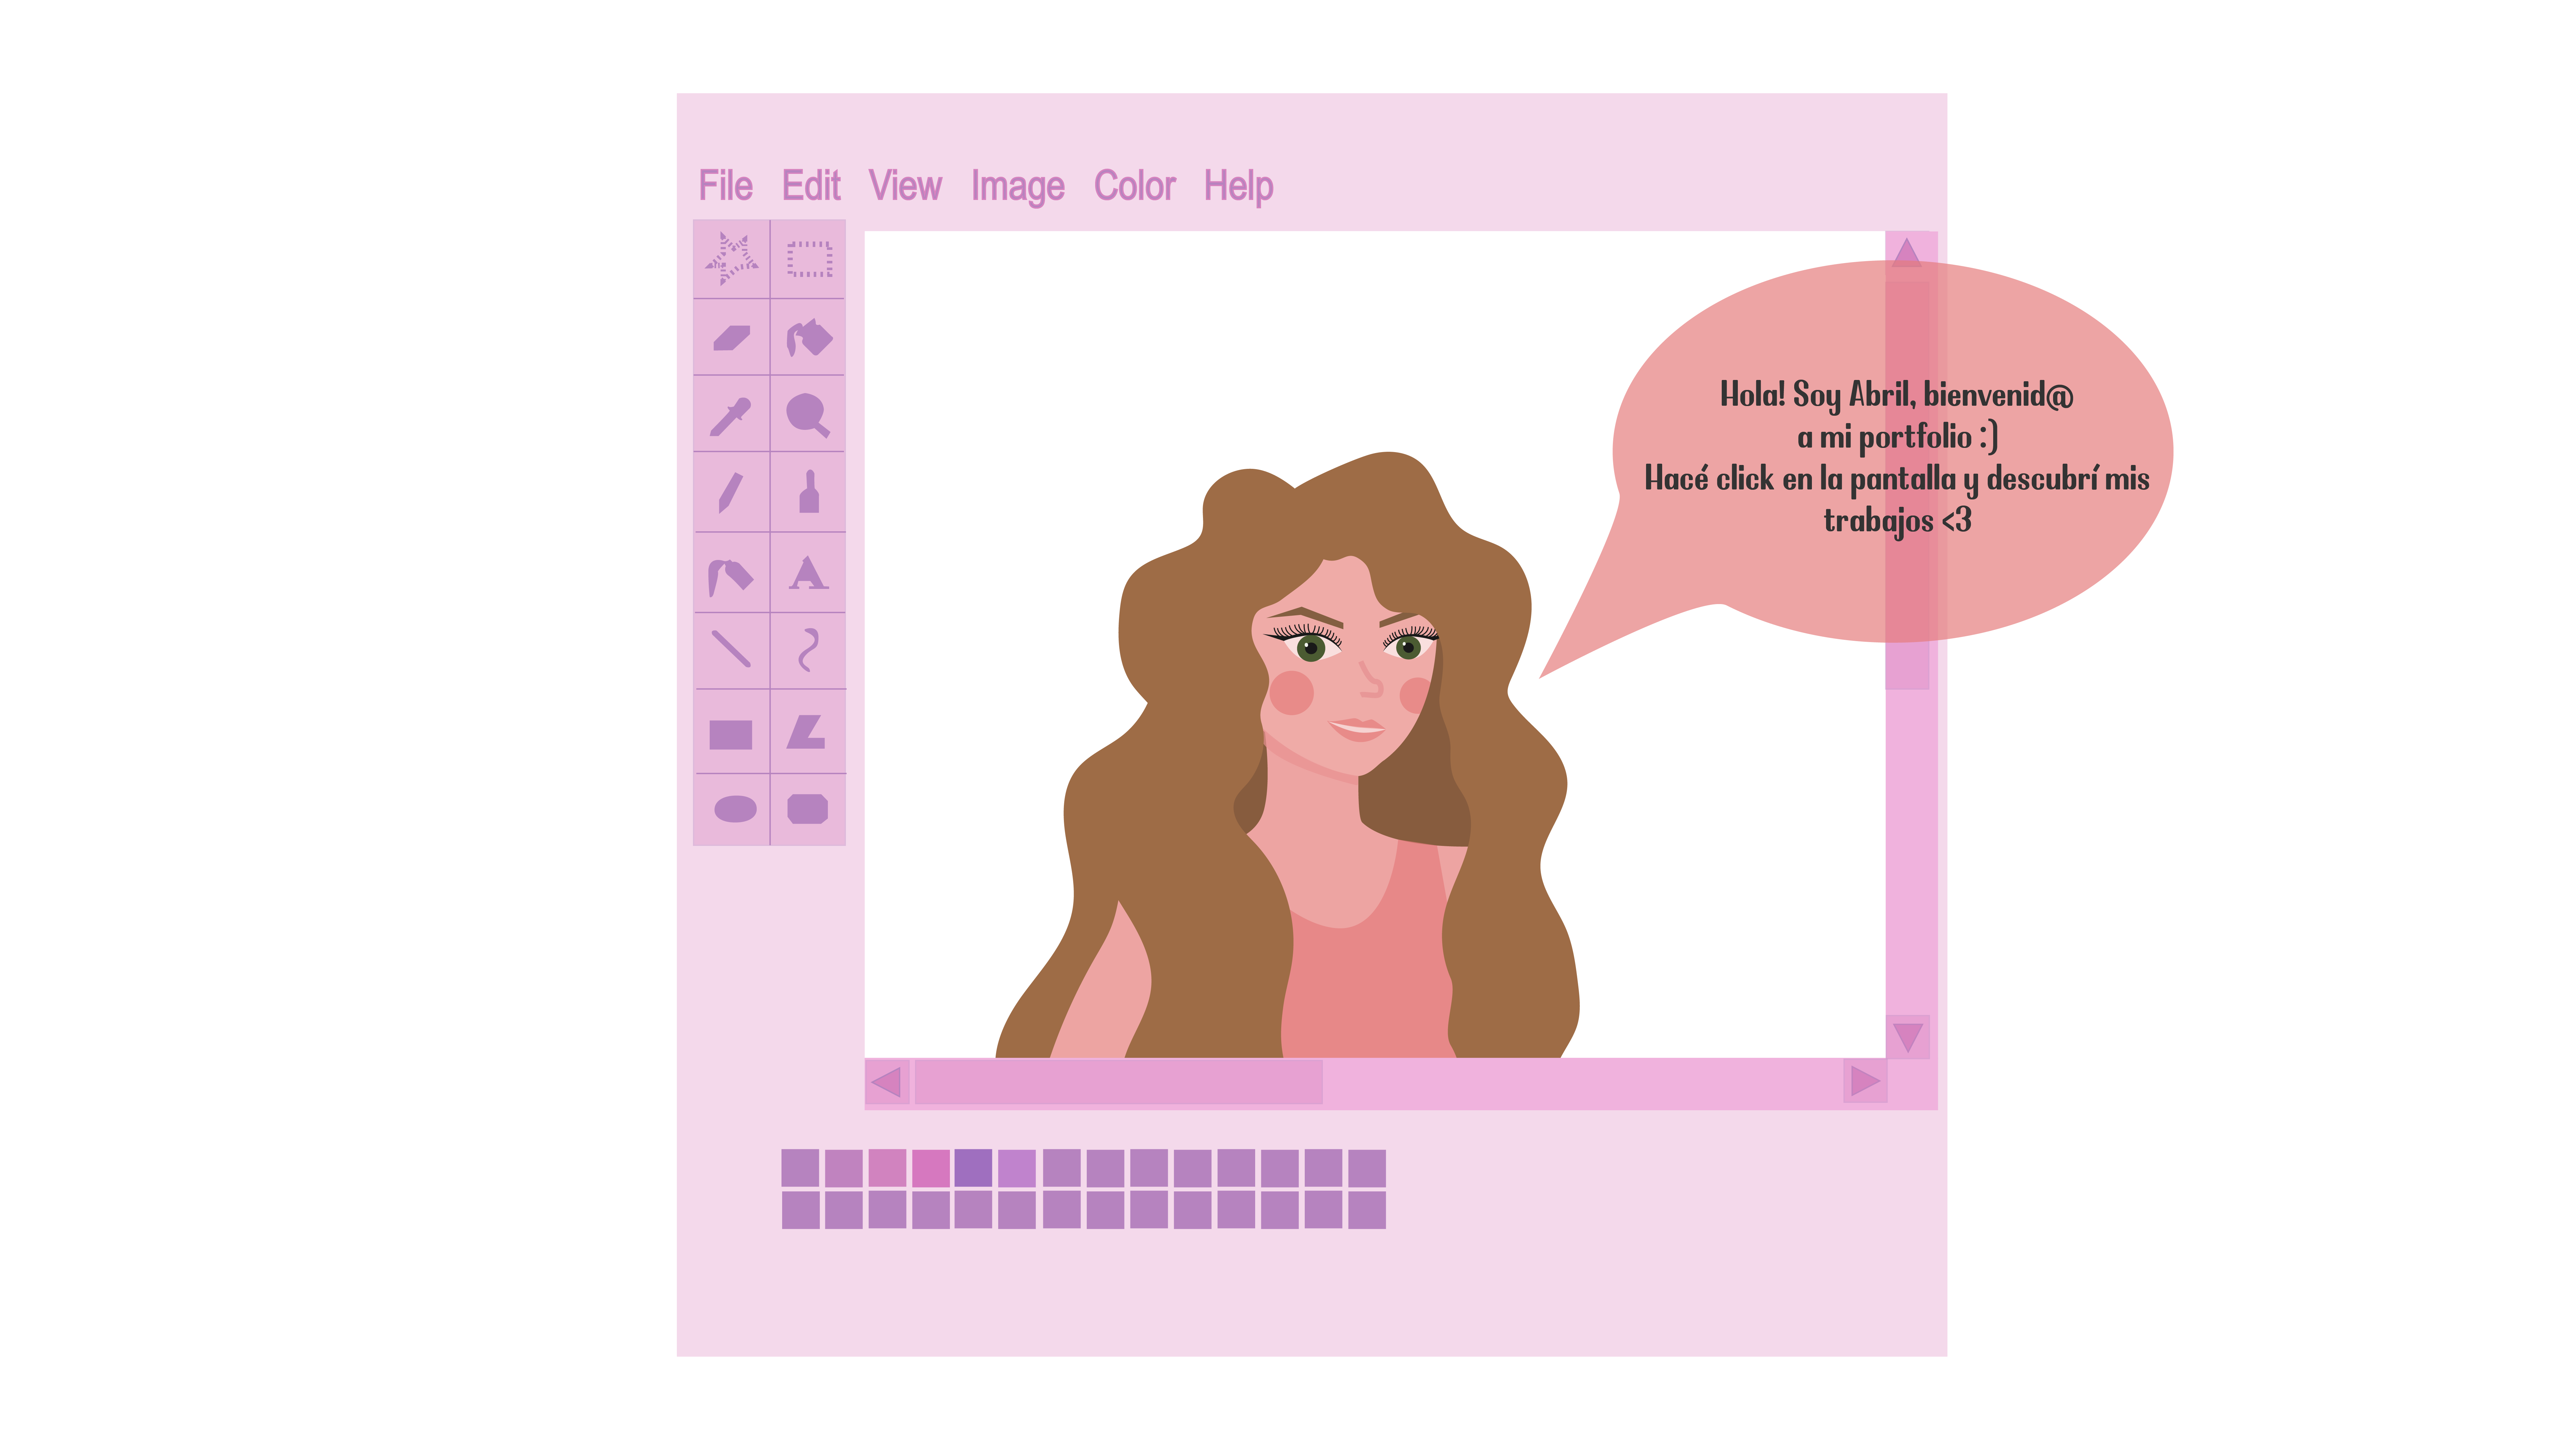 File Edit View Image Color Help
Hola! Soy Abril, bienvenid@
a mi portfolio :)
Hacé click en la pantalla y descubrí mis
trabajos <3
A